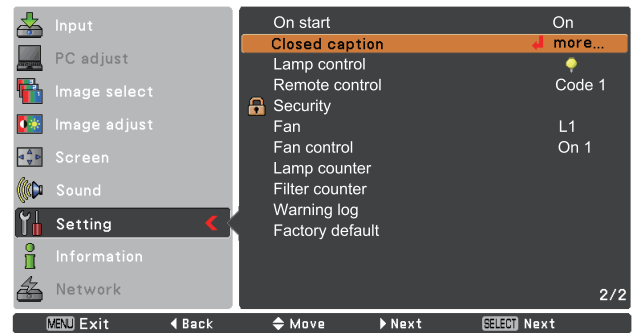 Input
PC adjust
Image select
Image adjust
Screen
Sound
Setting
Information
Network
On start On
Closed caption more...
Lamp control
Remote control Code 1
Security
Fan L1
Fan control On 1
Lamp counter
Filter counter
Warning log
Factory default
2/2
MENU Exit Back Move Next SELECT Next